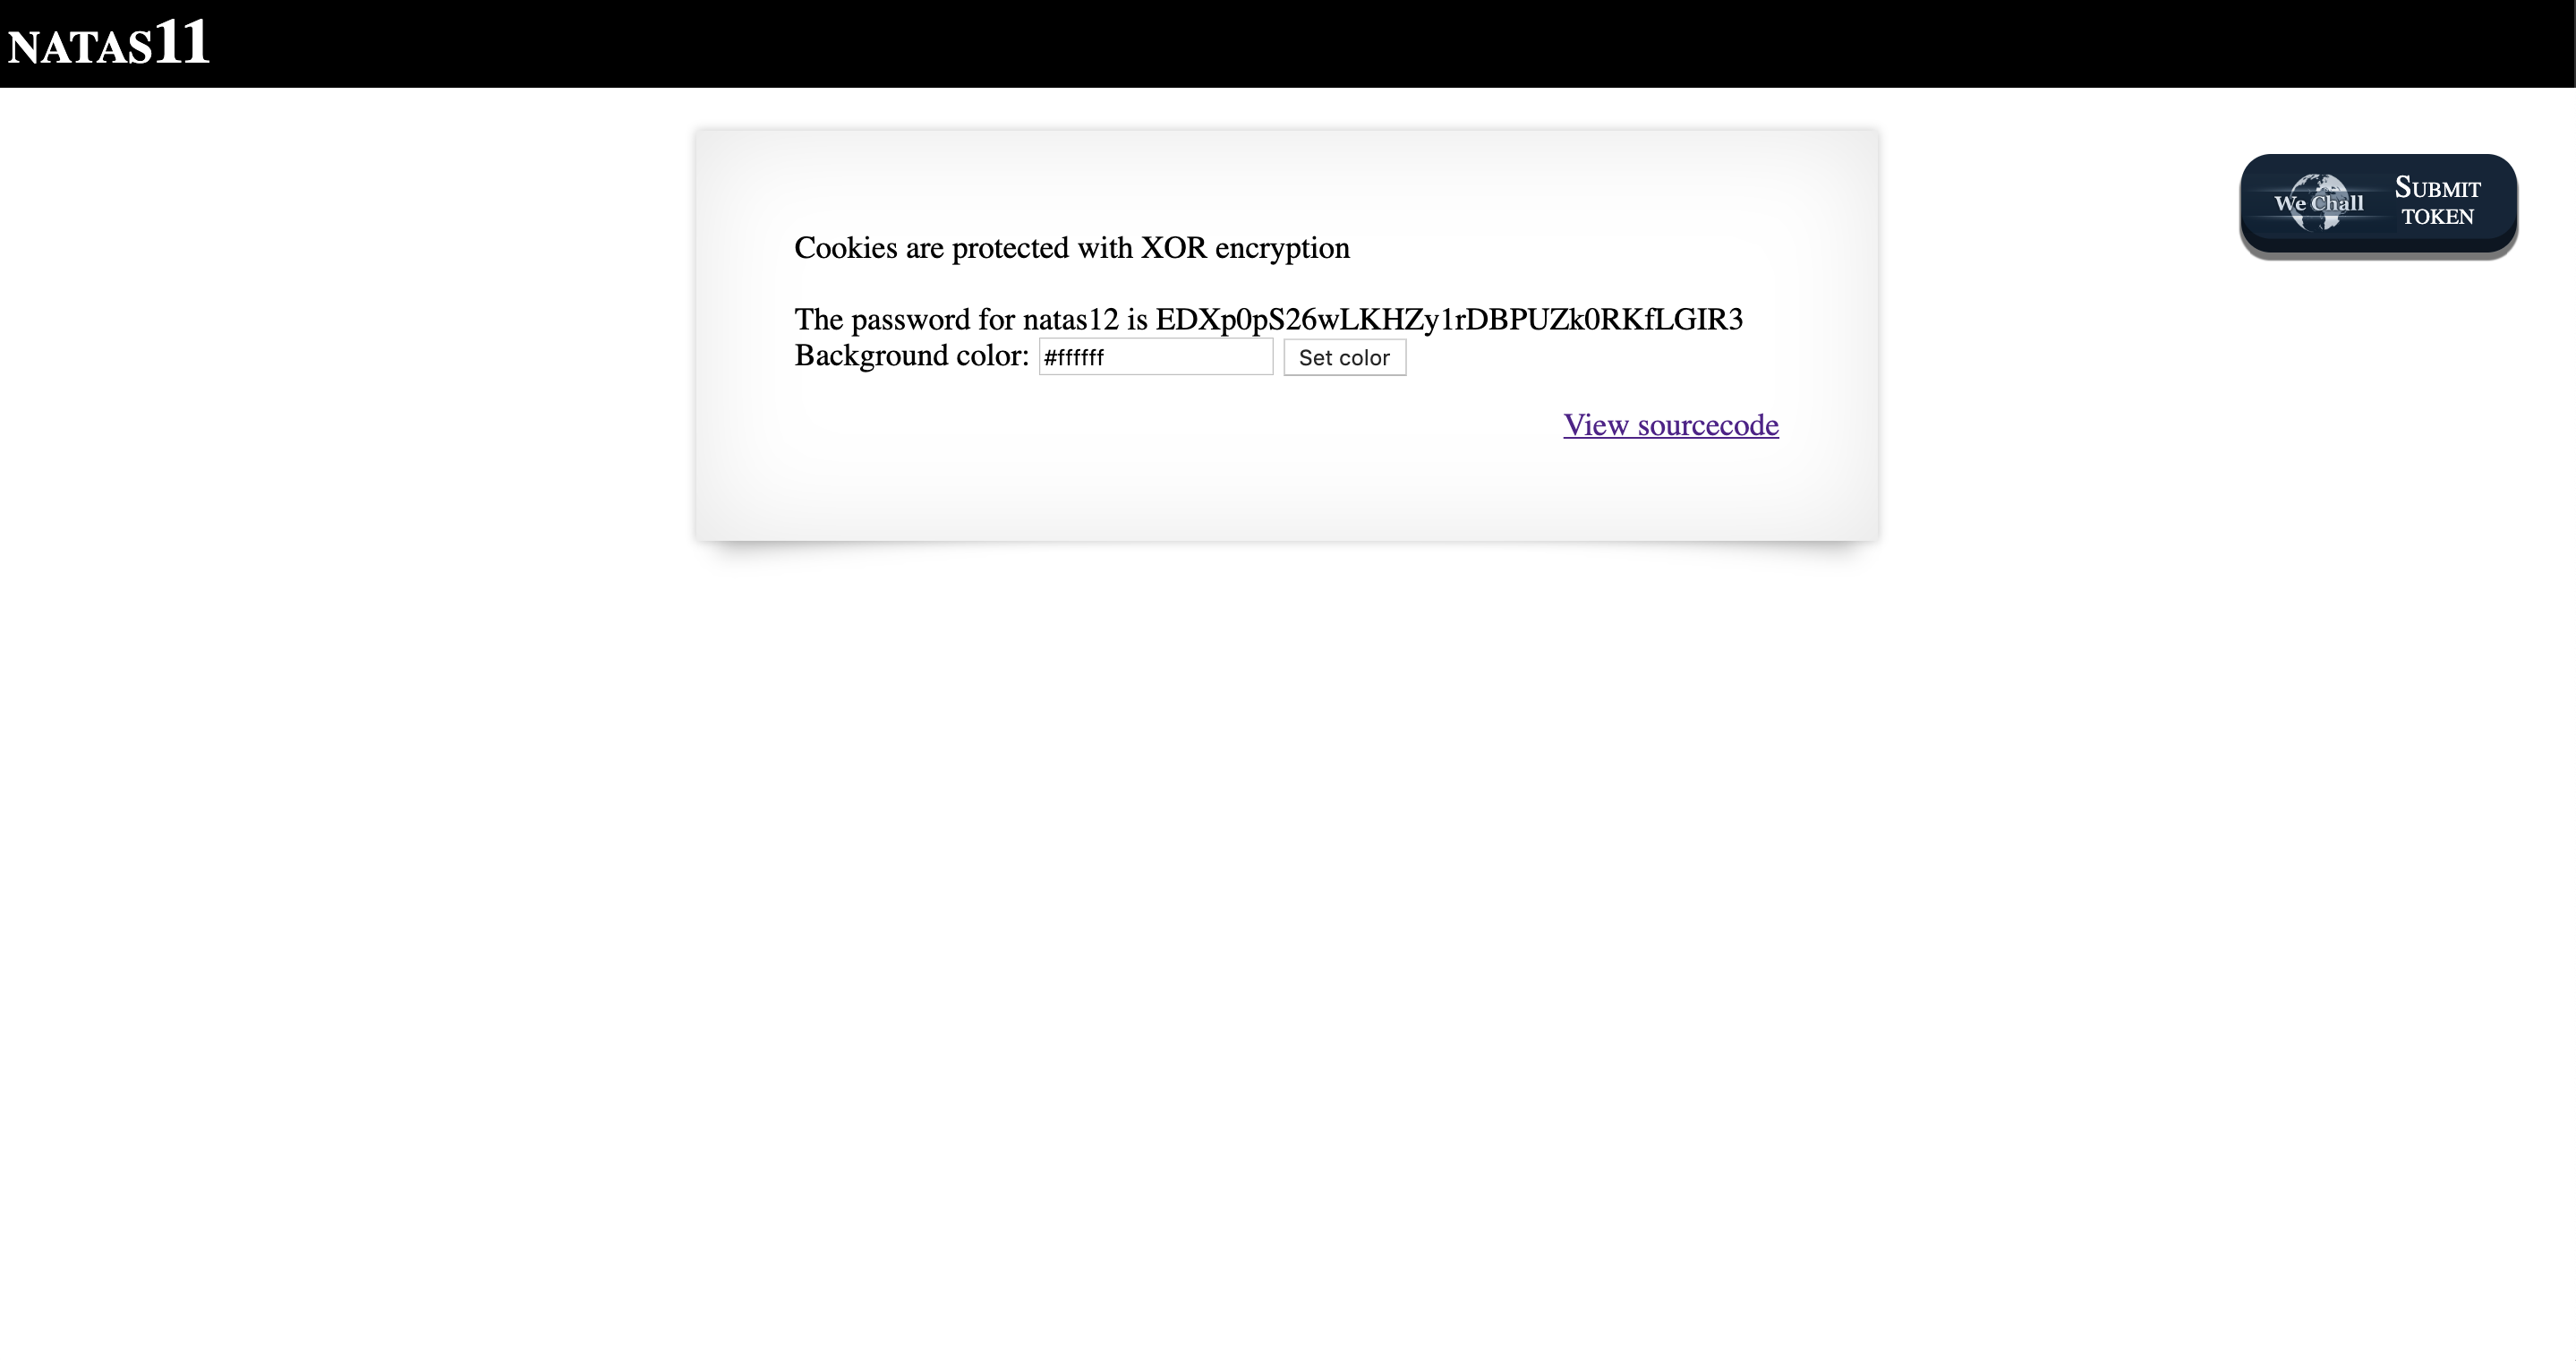 NATAS11
We Chall
SUBMIT
TOKEN
Cookies are protected with XOR encryption
The password for natas12 is EDXp0pS26wLKHZy1rDBPUZk0RKfLGIR3
Background color: #ffffff Set color
View sourcecode